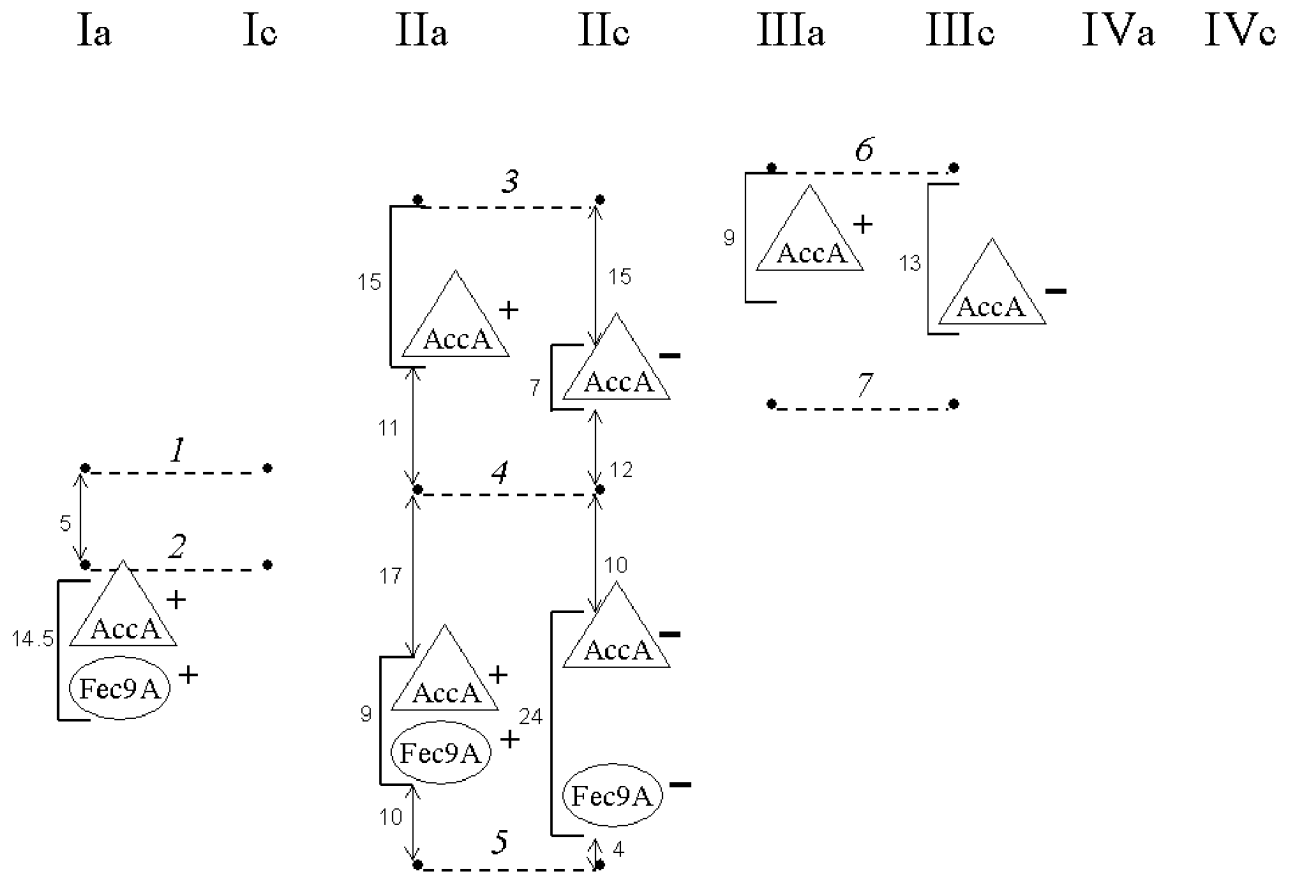 Ia Ic IIa IIc IIIa IIIc IVa IVc
6
3
9 AccA + 13 AccA −
15 AccA + 15
7 AccA −
7
11
1 4 12
5
2 17 10
14.5 AccA + AccA −
Fec9A + 9 AccA + 24
Fec9A +
Fec9A −
10
5 4